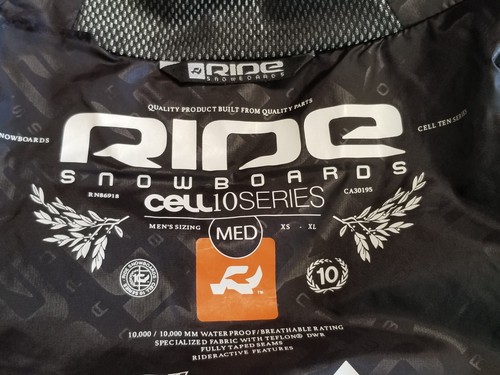 RIDE
SNOWBOARDS
QUALITY PRODUCT BUILT FROM QUALITY PARTS
SNOWBOARDS
CELL TEN SERIES
RIDE
SNOWBOARDS
RN86918
CELL10SERIES
CA30195
MEN'S SIZING
MED
XS - XL
R
10
10,000 / 10,000 MM WATERPROOF/BREATHABLE RATING
SPECIALIZED FABRIC WITH TEFLON® DWR
FULLY TAPED SEAMS
RIDERACTIVE FEATURES